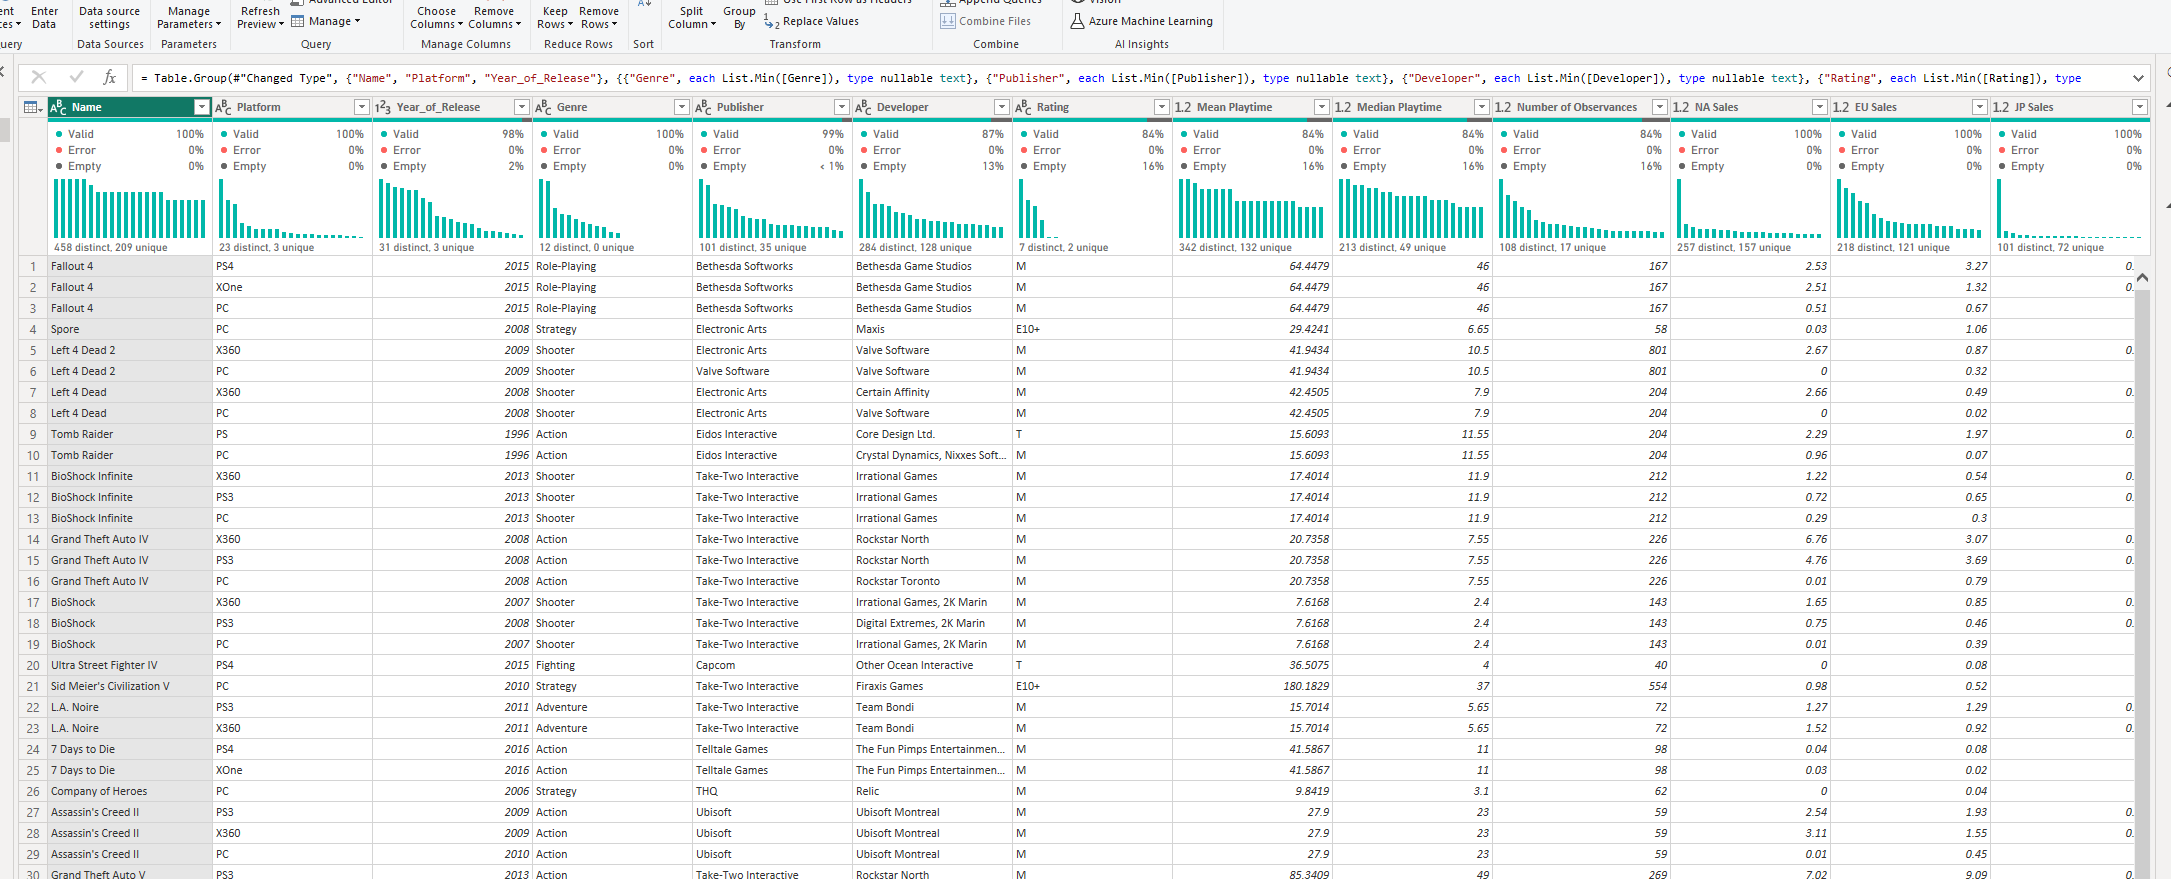 Enter Data
Data source settings
Data Sources
Manage Parameters
Parameters
Refresh Preview
Manage
Query
Choose Columns
Remove Columns
Manage Columns
Keep Rows
Remove Rows
Reduce Rows
Sort
Split Column
Group By
Replace Values
Transform
Combine Files
Combine
Azure Machine Learning
AI Insights
= Table.Group(#"Changed Type", {"Name", "Platform", "Year_of_Release"}, {{"Genre", each List.Min([Genre]), type nullable text}, {"Publisher", each List.Min([Publisher]), type nullable text}, {"Developer", each List.Min([Developer]), type nullable text}, {"Rating", each List.Min([Rating]), type
Name Platform Year_of_Release Genre Publisher Developer Rating 1.2 Mean Playtime 1.2 Median Playtime 1.2 Number of Observances 1.2 NA Sales 1.2 EU Sales 1.2 JP Sales
Valid 100% Valid 100% Valid 98% Valid 100% Valid 99% Valid 87% Valid 84% Valid 84% Valid 84% Valid 84% Valid 100% Valid 100% Valid 100%
Error 0% Error 0% Error 0% Error 0% Error 0% Error 0% Error 0% Error 0% Error 0% Error 0% Error 0% Error 0% Error 0%
Empty 0% Empty 0% Empty 2% Empty 0% Empty < 1% Empty 13% Empty 16% Empty 16% Empty 16% Empty 16% Empty 0% Empty 0% Empty 0%
458 distinct, 209 unique 23 distinct, 3 unique 31 distinct, 3 unique 12 distinct, 0 unique 101 distinct, 35 unique 284 distinct, 128 unique 7 distinct, 2 unique 342 distinct, 132 unique 213 distinct, 49 unique 108 distinct, 17 unique 257 distinct, 157 unique 218 distinct, 121 unique 101 distinct, 72 unique
1 Fallout 4 PS4 2015 Role-Playing Bethesda Softworks Bethesda Game Studios M 64.4479 46 167 2.53 3.27 0.
2 Fallout 4 XOne 2015 Role-Playing Bethesda Softworks Bethesda Game Studios M 64.4479 46 167 2.51 1.32 0.
3 Fallout 4 PC 2015 Role-Playing Bethesda Softworks Bethesda Game Studios M 64.4479 46 167 0.51 0.67
4 Spore PC 2008 Strategy Electronic Arts Maxis E10+ 29.4241 6.65 58 0.03 1.06
5 Left 4 Dead 2 X360 2009 Shooter Electronic Arts Valve Software M 41.9434 10.5 801 2.67 0.87 0.
6 Left 4 Dead 2 PC 2009 Shooter Valve Software Valve Software M 41.9434 10.5 801 0 0.32
7 Left 4 Dead X360 2008 Shooter Electronic Arts Certain Affinity M 42.4505 7.9 204 2.66 0.49 0.
8 Left 4 Dead PC 2008 Shooter Electronic Arts Valve Software M 42.4505 7.9 204 0 0.02
9 Tomb Raider PS 1996 Action Eidos Interactive Core Design Ltd. T 15.6093 11.55 204 2.29 1.97 0.
10 Tomb Raider PC 1996 Action Eidos Interactive Crystal Dynamics, Nixxes Soft... M 15.6093 11.55 204 0.96 0.07
11 BioShock Infinite X360 2013 Shooter Take-Two Interactive Irrational Games M 17.4014 11.9 212 1.22 0.54 0.
12 BioShock Infinite PS3 2013 Shooter Take-Two Interactive Irrational Games M 17.4014 11.9 212 0.72 0.65 0.
13 BioShock Infinite PC 2013 Shooter Take-Two Interactive Irrational Games M 17.4014 11.9 212 0.29 0.3
14 Grand Theft Auto IV X360 2008 Action Take-Two Interactive Rockstar North M 20.7358 7.55 226 6.76 3.07 0.
15 Grand Theft Auto IV PS3 2008 Action Take-Two Interactive Rockstar North M 20.7358 7.55 226 4.76 3.69 0.
16 Grand Theft Auto IV PC 2008 Action Take-Two Interactive Rockstar Toronto M 20.7358 7.55 226 0.01 0.79
17 BioShock X360 2007 Shooter Take-Two Interactive Irrational Games, 2K Marin M 7.6168 2.4 143 1.65 0.85 0.
18 BioShock PS3 2008 Shooter Take-Two Interactive Digital Extremes, 2K Marin M 7.6168 2.4 143 0.75 0.46 0.
19 BioShock PC 2007 Shooter Take-Two Interactive Irrational Games, 2K Marin M 7.6168 2.4 143 0.01 0.39
20 Ultra Street Fighter IV PS4 2015 Fighting Capcom Other Ocean Interactive T 36.5075 4 40 0 0.08
21 Sid Meier's Civilization V PC 2010 Strategy Take-Two Interactive Firaxis Games E10+ 180.1829 37 554 0.98 0.52
22 L.A. Noire PS3 2011 Adventure Take-Two Interactive Team Bondi M 15.7014 5.65 72 1.27 1.29 0.
23 L.A. Noire X360 2011 Adventure Take-Two Interactive Team Bondi M 15.7014 5.65 72 1.52 0.92 0.
24 7 Days to Die PS4 2016 Action Telltale Games The Fun Pimps Entertainmen... M 41.5867 11 98 0.04 0.08
25 7 Days to Die XOne 2016 Action Telltale Games The Fun Pimps Entertainmen... M 41.5867 11 98 0.03 0.02
26 Company of Heroes PC 2006 Strategy THQ Relic M 9.8419 3.1 62 0 0.04
27 Assassin's Creed II PS3 2009 Action Ubisoft Ubisoft Montreal M 27.9 23 59 2.54 1.93 0.
28 Assassin's Creed II X360 2009 Action Ubisoft Ubisoft Montreal M 27.9 23 59 3.11 1.55 0.
29 Assassin's Creed II PC 2010 Action Ubisoft Ubisoft Montreal M 27.9 23 59 0.01 0.45
30 Grand Theft Auto V PS3 2013 Action Take-Two Interactive Rockstar North M 85.3409 49 269 7.02 9.09 0.